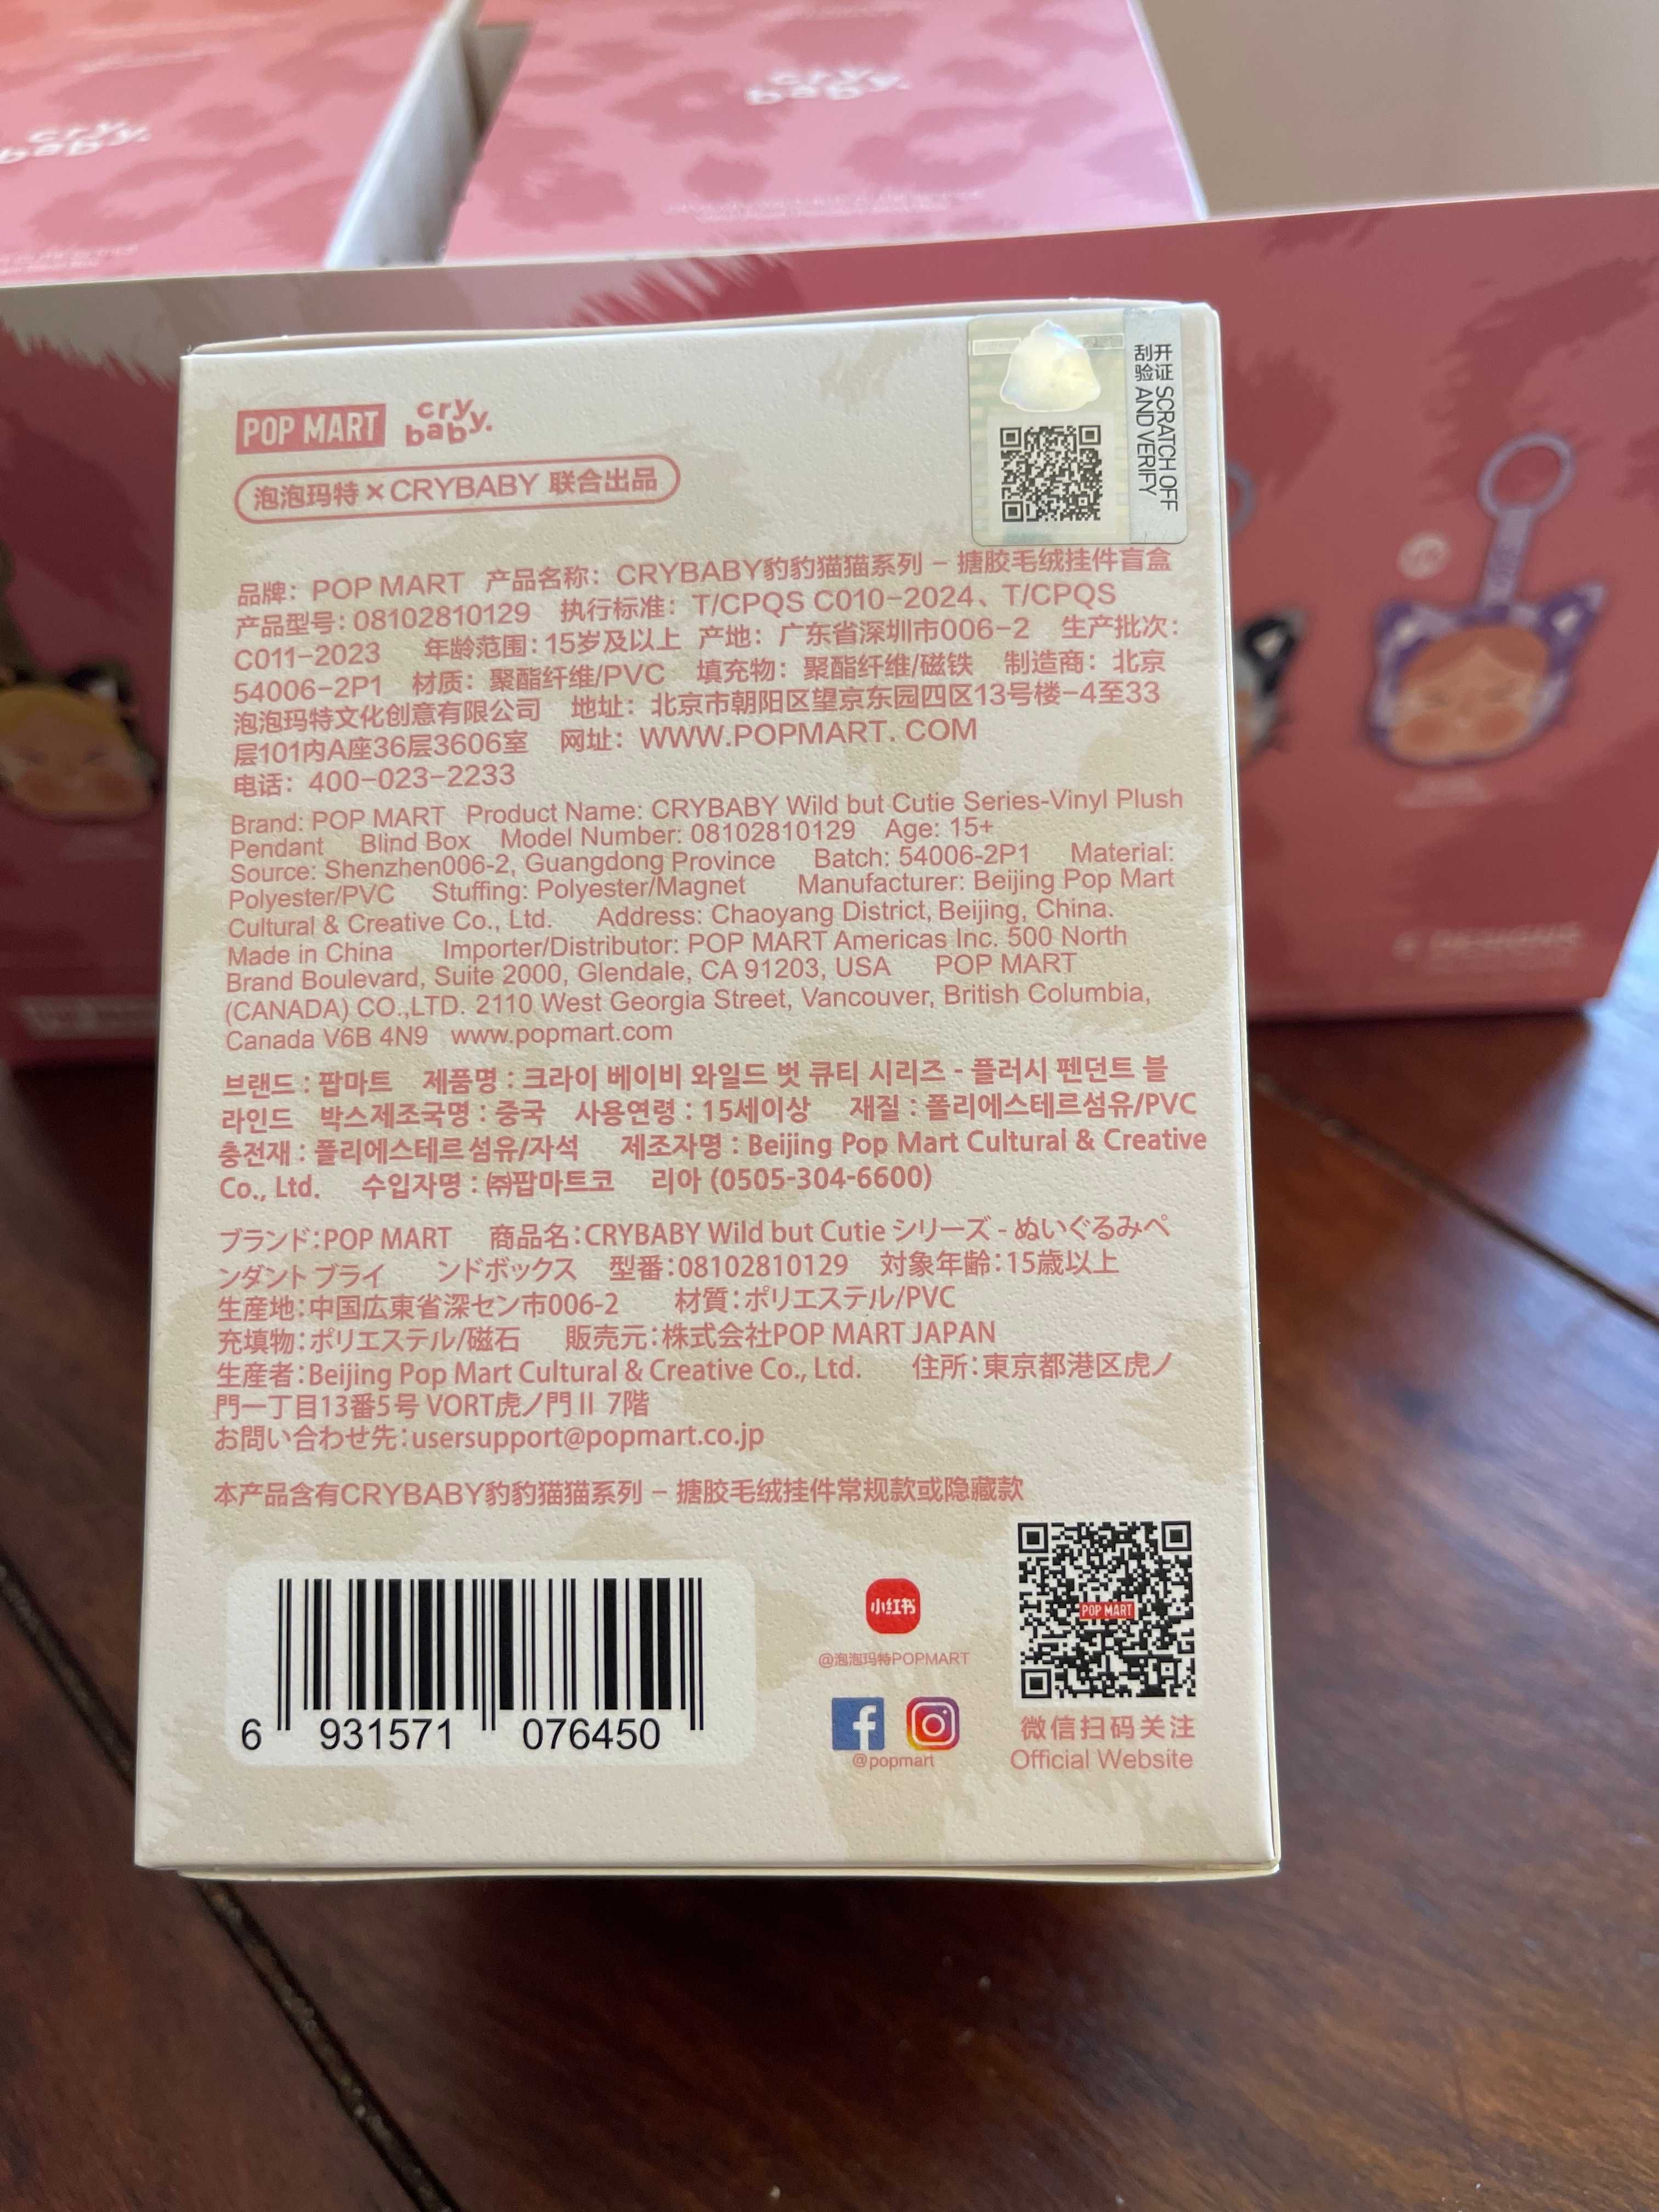 cry
baby.
cry
baby.
POP MART
cry
baby.
泡泡玛特×CRYBABY 联合出品
刮开
验证 SCRATCH OFF
AND VERIFY
品牌：POP MART 产品名称：CRYBABY豹豹猫猫系列 – 搪胶毛绒挂件盲盒
产品型号：08102810129 执行标准：T/CPQS C010-2024、T/CPQS
C011-2023 年龄范围：15岁及以上 产地：广东省深圳市006-2 生产批次：
54006-2P1 材质：聚酯纤维/PVC 填充物：聚酯纤维/磁铁 制造商：北京
泡泡玛特文化创意有限公司 地址：北京市朝阳区望京东园四区13号楼-4至33
层101内A座36层3606室 网址：WWW.POPMART. COM
电话：400-023-2233
Brand: POP MART Product Name: CRYBABY Wild but Cutie Series-Vinyl Plush
Pendant Blind Box Model Number: 08102810129 Age: 15+
Source: Shenzhen006-2, Guangdong Province Batch: 54006-2P1 Material:
Polyester/PVC Stuffing: Polyester/Magnet Manufacturer: Beijing Pop Mart
Cultural & Creative Co., Ltd. Address: Chaoyang District, Beijing, China.
Made in China Importer/Distributor: POP MART Americas Inc. 500 North
Brand Boulevard, Suite 2000, Glendale, CA 91203, USA POP MART
(CANADA) CO.,LTD. 2110 West Georgia Street, Vancouver, British Columbia,
Canada V6B 4N9 www.popmart.com
브랜드 : 팝마트 제품명 : 크라이 베이비 와일드 벗 큐티 시리즈 - 플러시 펜던트 블
라인드 박스제조국명 : 중국 사용연령 : 15세이상 재질 : 폴리에스테르섬유/PVC
충전재 : 폴리에스테르섬유/자석 제조자명 : Beijing Pop Mart Cultural & Creative
Co., Ltd. 수입자명 : ㈜팝마트코 리아 (0505-304-6600)
ブランド：POP MART 商品名：CRYBABY Wild but Cutie シリーズ - ぬいぐるみペ
ンダント ブライ ンドボックス 型番：08102810129 対象年齢：15歳以上
生産地：中国広東省深セン市006-2 材質：ポリエステル/PVC
充填物：ポリエステル/磁石 販売元：株式会社POP MART JAPAN
生産者：Beijing Pop Mart Cultural & Creative Co., Ltd. 住所：東京都港区虎ノ
門一丁目13番5号 VORT虎ノ門Ⅱ 7階
お問い合わせ先：usersupport@popmart.co.jp
本产品含有CRYBABY豹豹猫猫系列 – 搪胶毛绒挂件常规款或隐藏款
6 931571 076450
小红书
@泡泡玛特POPMART
@popmart
POP MART
微信扫码关注
Official Website